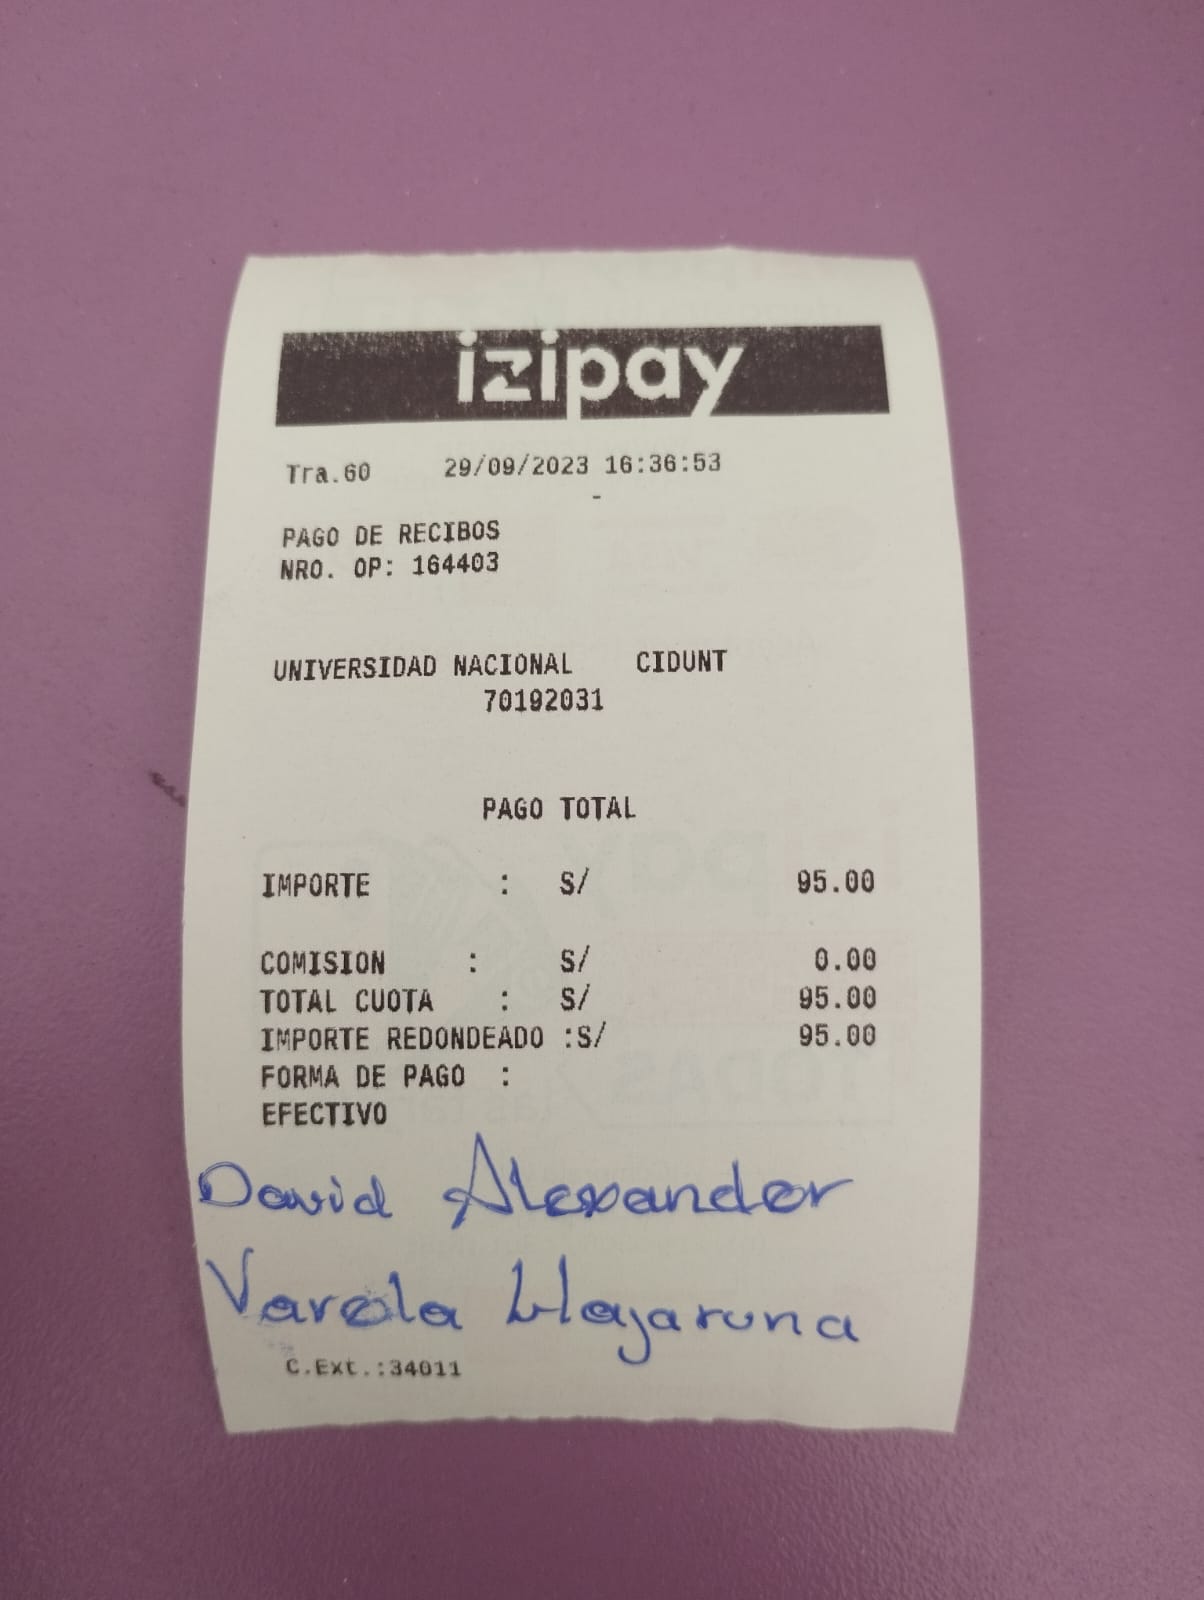 izipay
Tra.60 29/09/2023 16:36:53
-
PAGO DE RECIBOS
NRO. OP: 164403
UNIVERSIDAD NACIONAL CIDUNT
70192031
PAGO TOTAL
IMPORTE : S/ 95.00
COMISION : S/ 0.00
TOTAL CUOTA : S/ 95.00
IMPORTE REDONDEADO :S/ 95.00
FORMA DE PAGO :
EFECTIVO
David Alexander
Varela Llajaruna
C.Ext.:34011